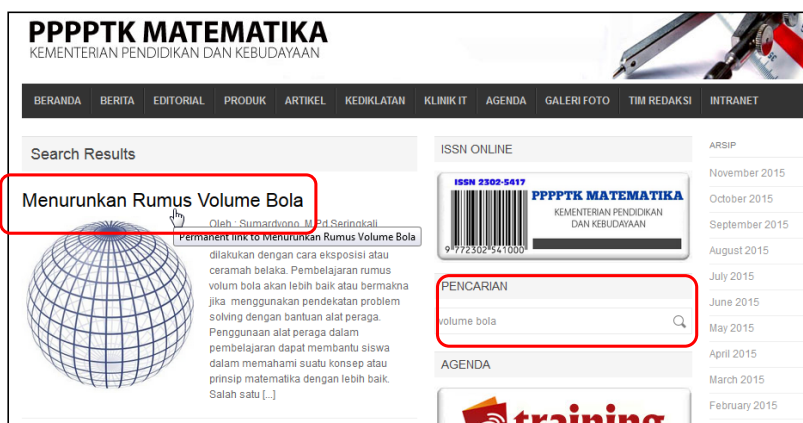 PPPPTK MATEMATIKA
KEMENTERIAN PENDIDIKAN DAN KEBUDAYAAN
BERANDA BERITA EDITORIAL PRODUK ARTIKEL KEDIKLATAN KLINIK IT AGENDA GALERI FOTO TIM REDAKSI INTRANET
Search Results
Menurunkan Rumus Volume Bola
Oleh : Sumardyono, M.Pd Seringkali
Permanent link to Menurunkan Rumus Volume Bola
dilakukan dengan cara eksposisi atau
ceramah belaka. Pembelajaran rumus
volum bola akan lebih baik atau bermakna
jika menggunakan pendekatan problem
solving dengan bantuan alat peraga.
Penggunaan alat peraga dalam
pembelajaran dapat membantu siswa
dalam memahami suatu konsep atau
prinsip matematika dengan lebih baik.
Salah satu [...]
ISSN ONLINE
ISSN 2302-5417
PPPPTK MATEMATIKA
KEMENTERIAN PENDIDIKAN
DAN KEBUDAYAAN
9 772302 541000
PENCARIAN
volume bola
AGENDA
training
ARSIP
November 2015
October 2015
September 2015
August 2015
July 2015
June 2015
May 2015
April 2015
March 2015
February 2015